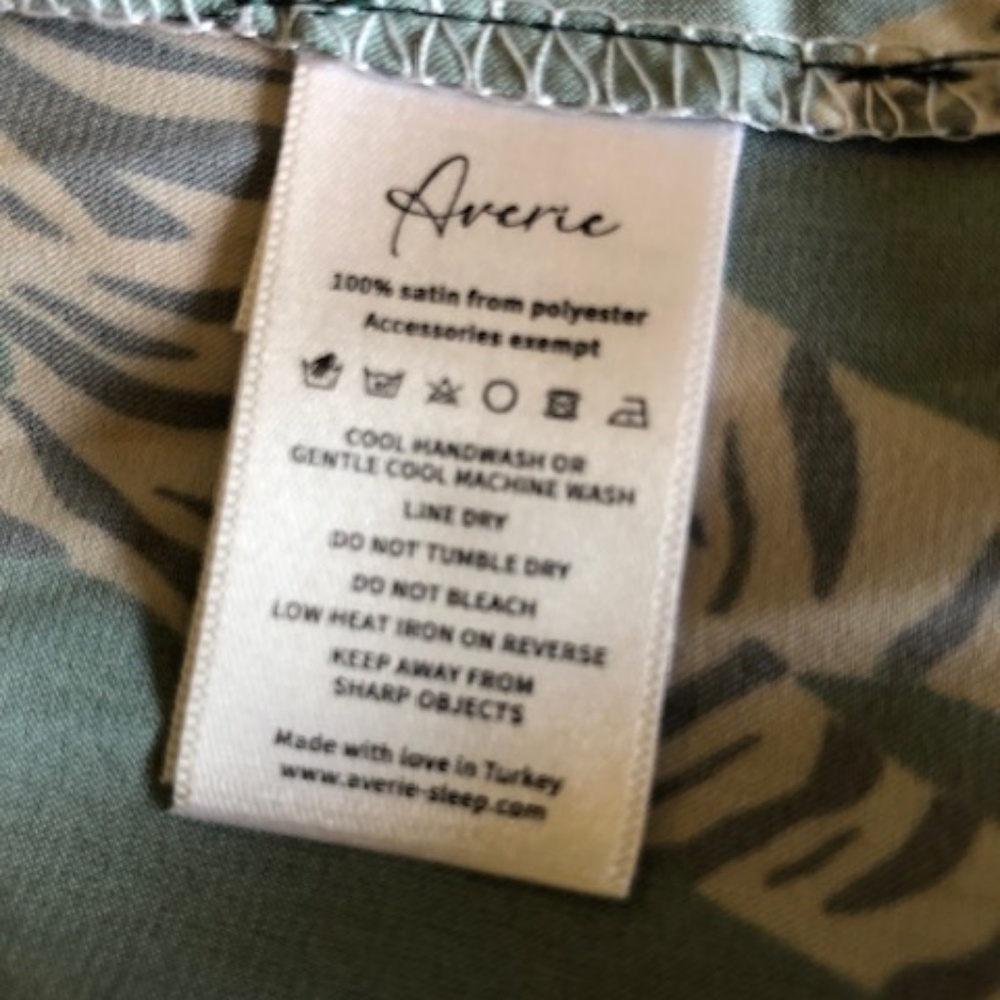 Averie
100% satin from polyester
Accessories exempt
COOL HANDWASH OR
GENTLE COOL MACHINE WASH
LINE DRY
DO NOT TUMBLE DRY
DO NOT BLEACH
LOW HEAT IRON ON REVERSE
KEEP AWAY FROM
SHARP OBJECTS
Made with love in Turkey
www.averie-sleep.com